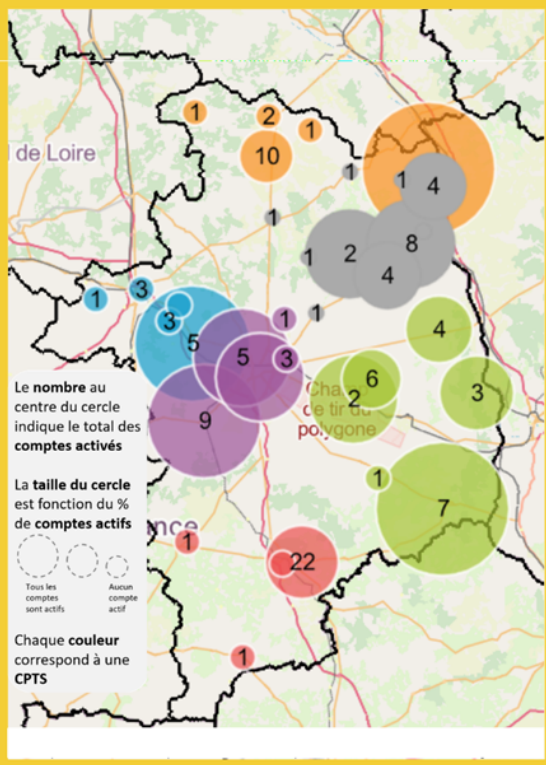 1
2
1
10
l de Loire
1
1
4
1
8
1
2
4
3
1
1
1
3
4
5
5
3
6
3
2
Le nombre au
centre du cercle
indique le total des
comptes activés
9
de tir du
polygone
La taille du cercle
est fonction du %
de comptes actifs
1
7
nce
1
22
Tous les
comptes
sont actifs
Aucun
compte
actif
Chaque couleur
correspond à une
CPTS
1